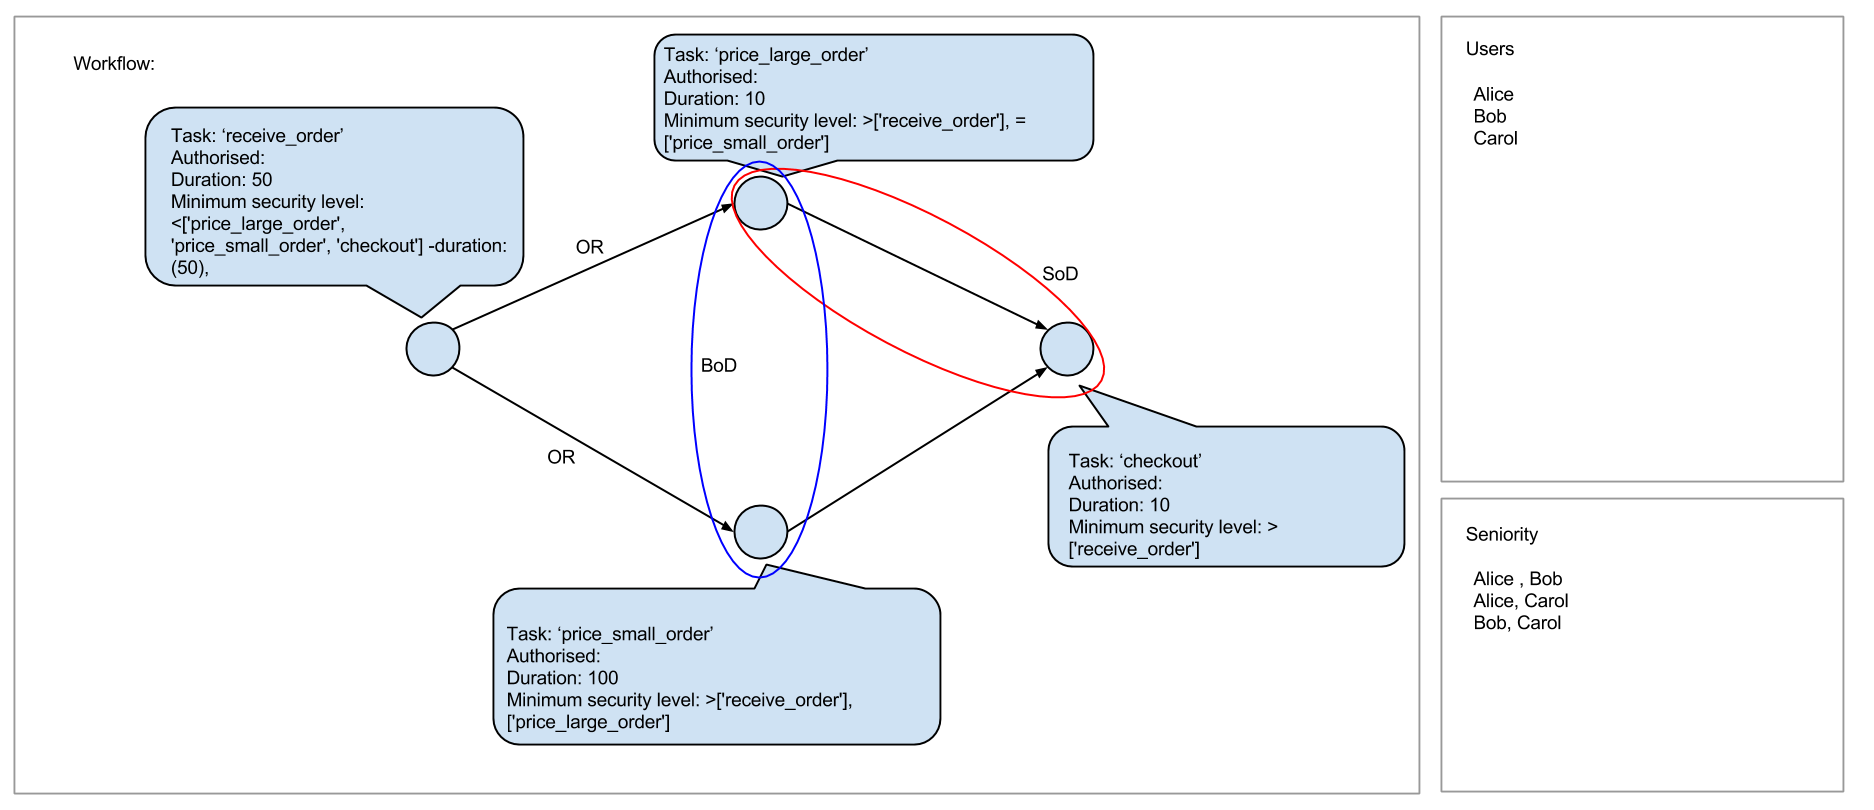 Workflow:
Task: ‘price_large_order’
Authorised:
Duration: 10
Minimum security level: >['receive_order'], =
['price_small_order']
Task: ‘receive_order’
Authorised:
Duration: 50
Minimum security level:
<['price_large_order',
'price_small_order', 'checkout'] -duration:
(50),
OR
SoD
BoD
OR
Task: ‘checkout’
Authorised:
Duration: 10
Minimum security level: >
['receive_order']
Task: ‘price_small_order’
Authorised:
Duration: 100
Minimum security level: >['receive_order'],
['price_large_order']
Users
Alice
Bob
Carol
Seniority
Alice , Bob
Alice, Carol
Bob, Carol